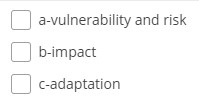 a-vulnerability and risk
b-impact
c-adaptation